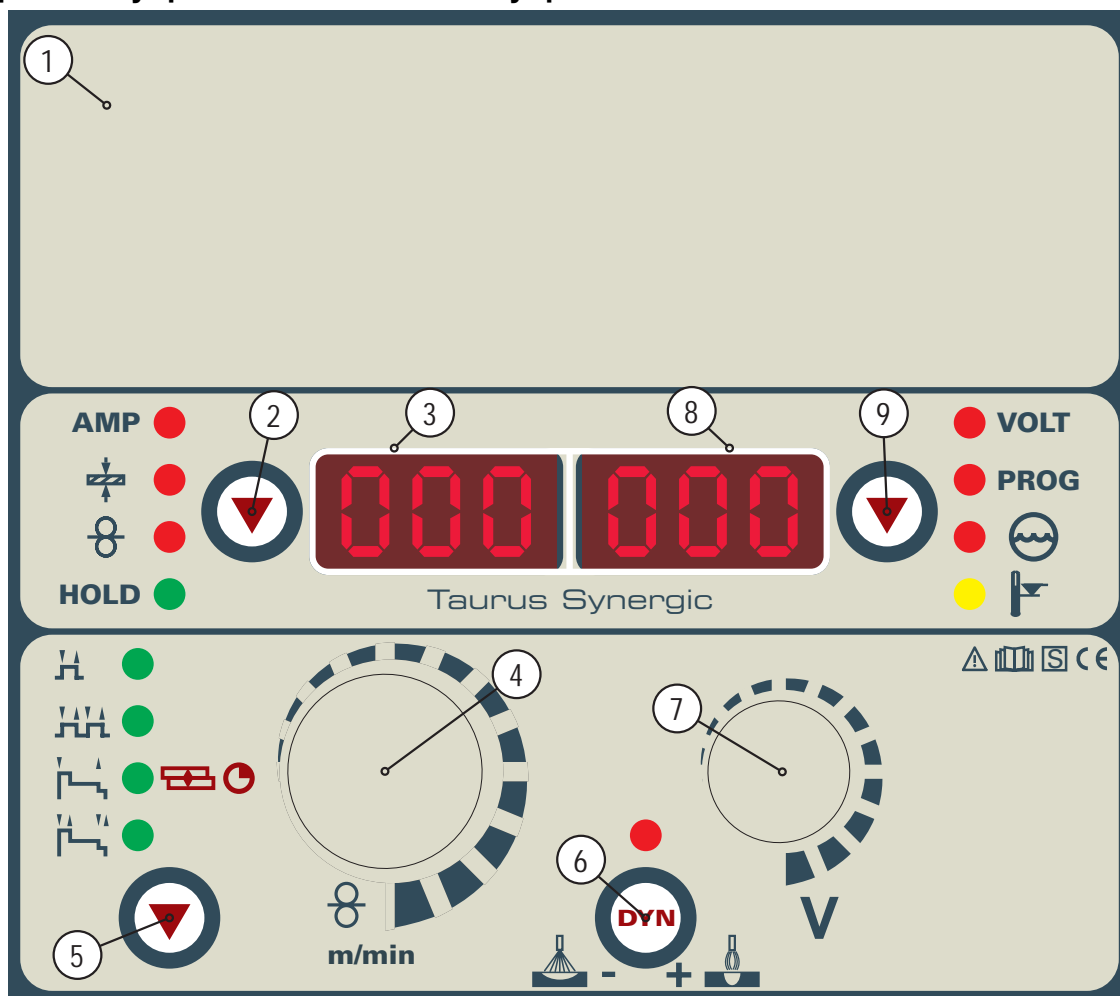 1
2
3
8
9
AMP
VOLT
PROG
HOLD
000
000
Taurus Synergic
4
7
S CE
6
DYN
5
m/min
- +
V